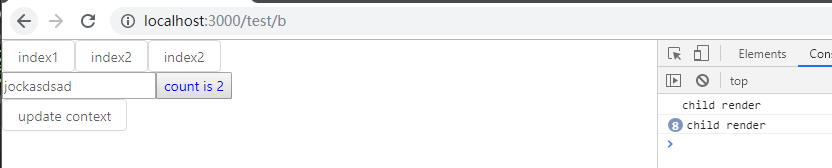 localhost:3000/test/b
index1 index2 index2
Elements Con
jockasdsad count is 2
top
update context
child render
8 child render